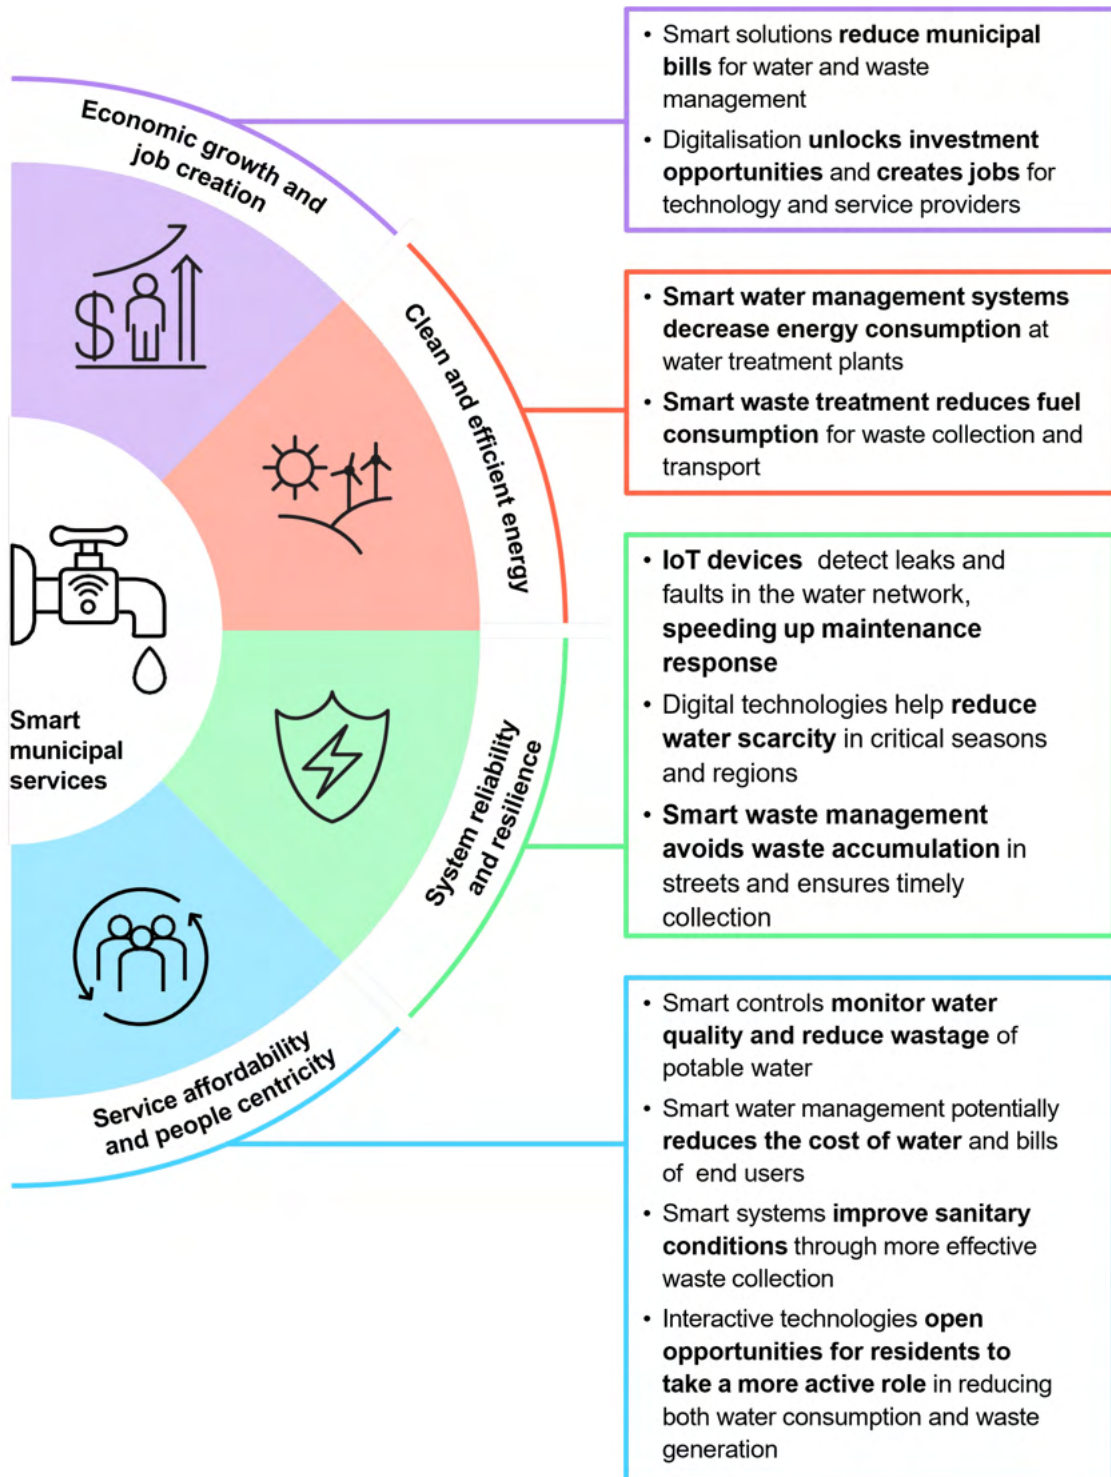 Economic growth and
job creation
• Smart solutions reduce municipal
bills for water and waste
management
• Digitalisation unlocks investment
opportunities and creates jobs for
technology and service providers
Clean and efficient energy
• Smart water management systems
decrease energy consumption at
water treatment plants
• Smart waste treatment reduces fuel
consumption for waste collection and
transport
Smart
municipal
services
System reliability
and resilience
• IoT devices detect leaks and
faults in the water network,
speeding up maintenance
response
• Digital technologies help reduce
water scarcity in critical seasons
and regions
• Smart waste management
avoids waste accumulation in
streets and ensures timely
collection
Service affordability
and people centricity
• Smart controls monitor water
quality and reduce wastage of
potable water
• Smart water management potentially
reduces the cost of water and bills
of end users
• Smart systems improve sanitary
conditions through more effective
waste collection
• Interactive technologies open
opportunities for residents to
take a more active role in reducing
both water consumption and waste
generation